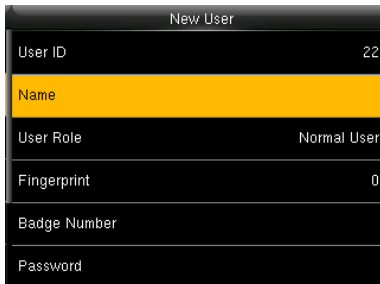 New User
User ID 22
Name
User Role Normal User
Fingerprint 0
Badge Number
Password